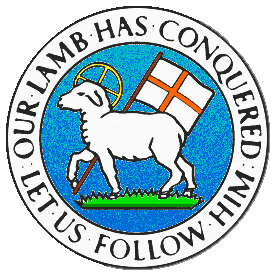 OUR · LAMB · HAS · CONQUERED ·
LET · US · FOLLOW · HIM ·